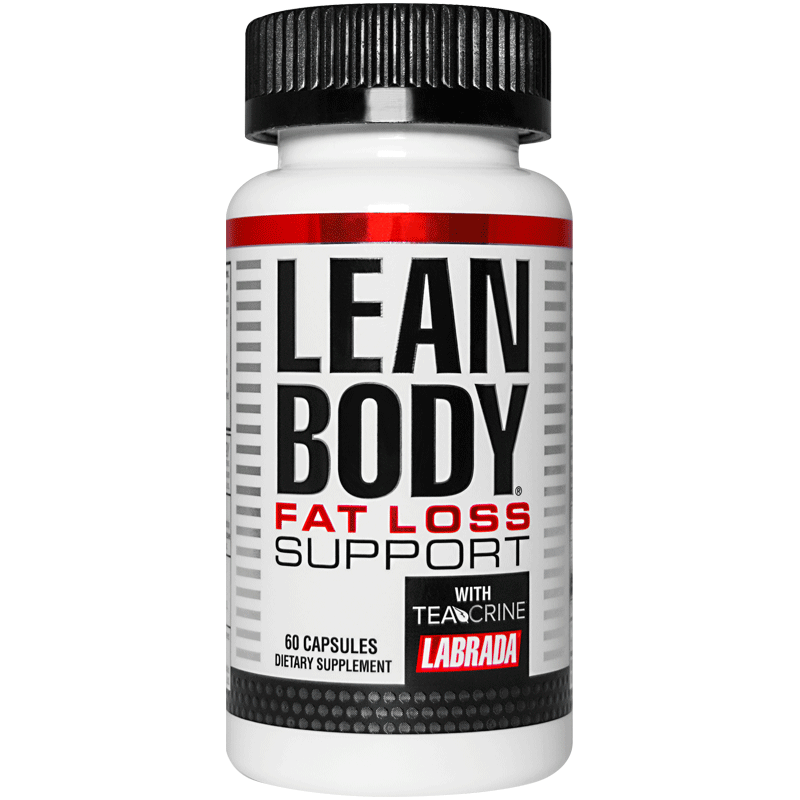 LEAN
BODY®
FAT LOSS
SUPPORT
WITH
TEACRINE
60 CAPSULES
DIETARY SUPPLEMENT
LABRADA